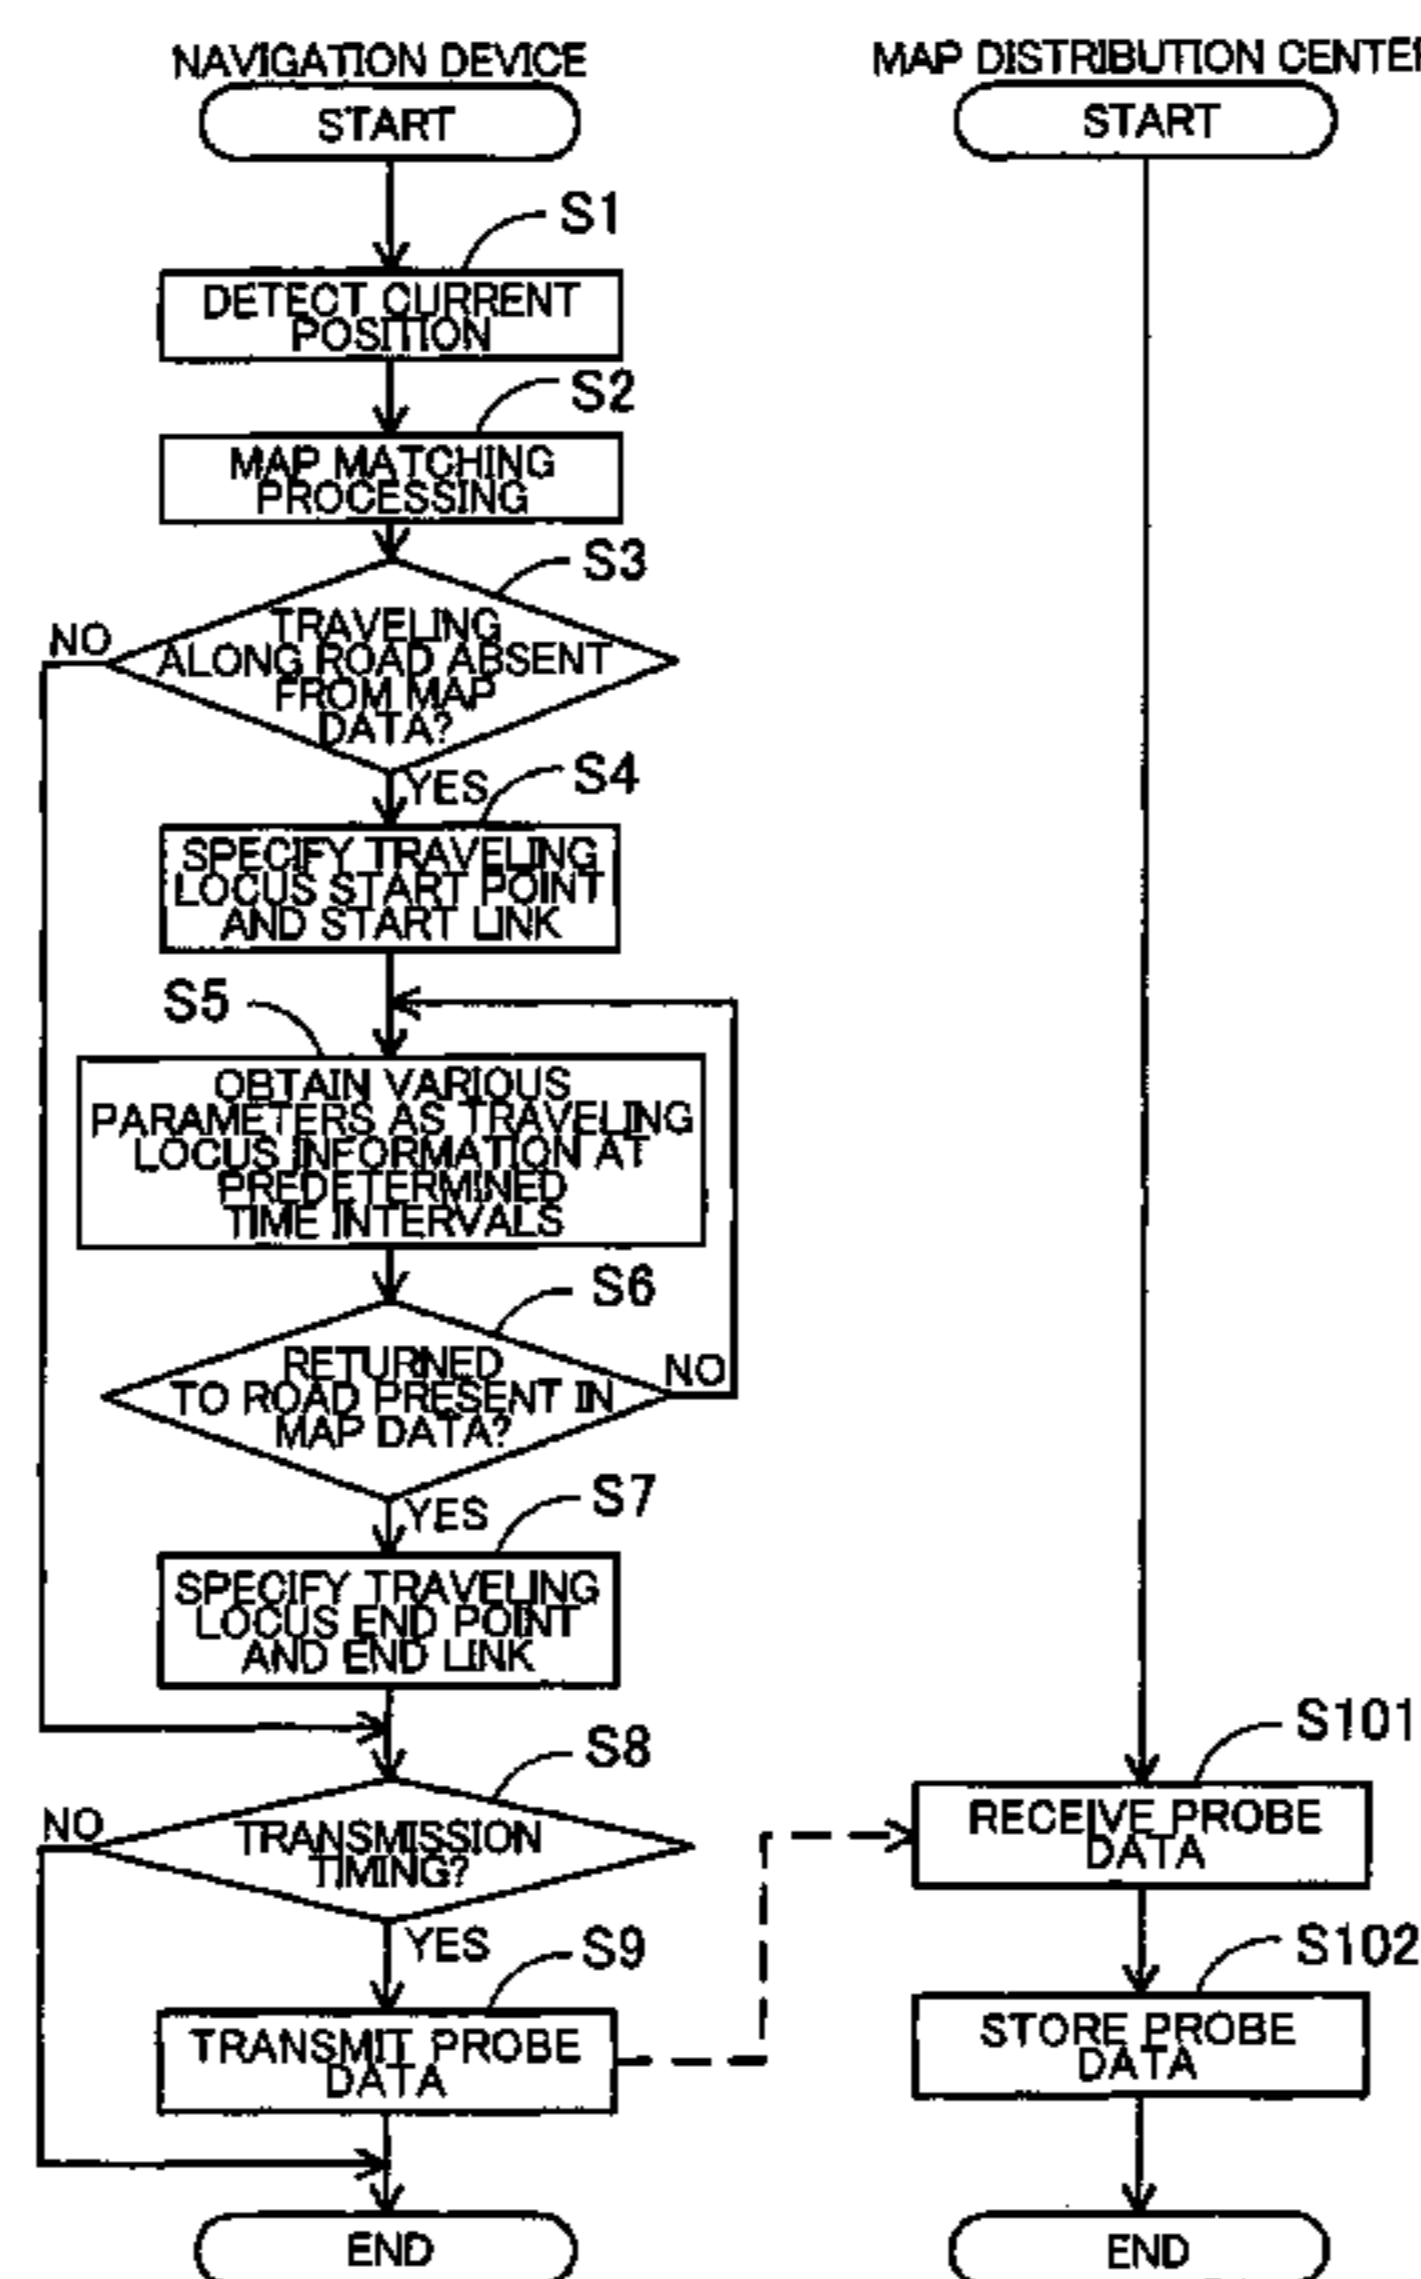 NAVIGATION DEVICE
START
S1
DETECT CURRENT
POSITION
S2
MAP MATCHING
PROCESSING
S3
NO
TRAVELING
ALONG ROAD ABSENT
FROM MAP
DATA?
YES
S4
SPECIFY TRAVELING
LOCUS START POINT
AND START LINK
S5
OBTAIN VARIOUS
PARAMETERS AS TRAVELING
LOCUS INFORMATION AT
PREDETERMINED
TIME INTERVALS
S6
RETURNED
TO ROAD PRESENT IN
MAP DATA?
NO
YES
S7
SPECIFY TRAVELING
LOCUS END POINT
AND END LINK
S8
NO
TRANSMISSION
TIMING?
YES
S9
TRANSMIT PROBE
DATA
END
MAP DISTRIBUTION CENTER
START
S101
RECEIVE PROBE
DATA
S102
STORE PROBE
DATA
END